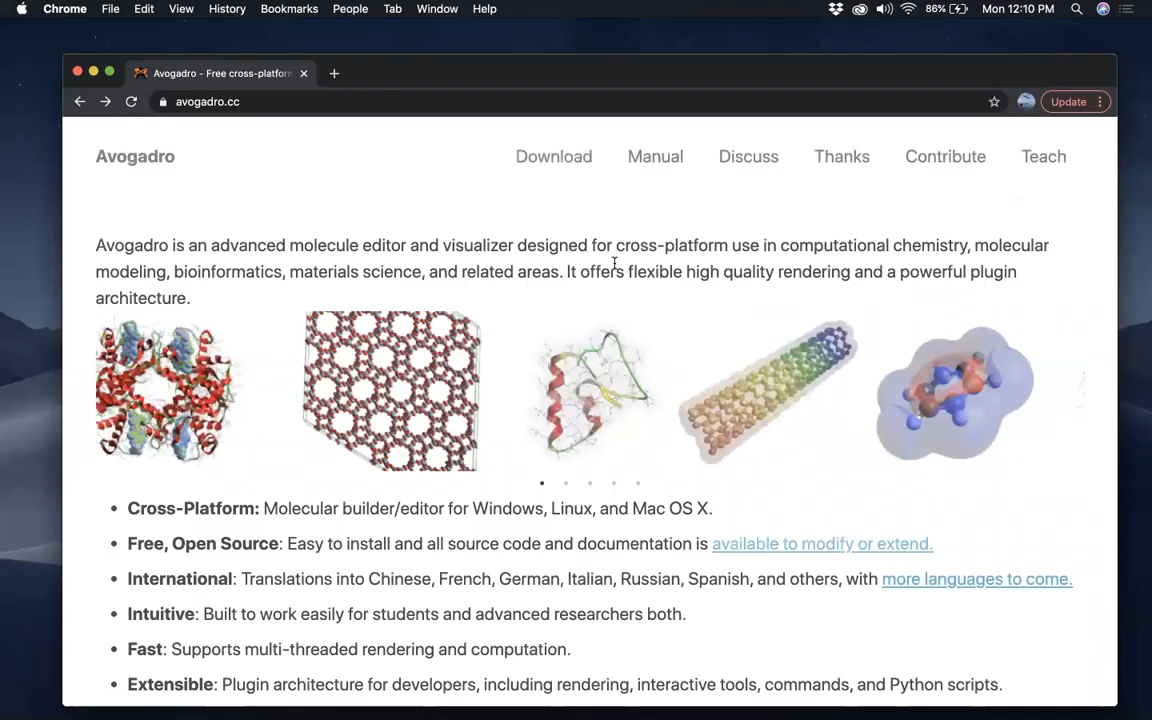 Chrome File Edit View History Bookmarks People Tab Window Help 86% Mon 12:10 PM
Avogadro - Free cross-platform
avogadro.cc Update
Avogadro Download Manual Discuss Thanks Contribute Teach
Avogadro is an advanced molecule editor and visualizer designed for cross-platform use in computational chemistry, molecular
modeling, bioinformatics, materials science, and related areas. It offers flexible high quality rendering and a powerful plugin
architecture.
• Cross-Platform: Molecular builder/editor for Windows, Linux, and Mac OS X.
• Free, Open Source: Easy to install and all source code and documentation is available to modify or extend.
• International: Translations into Chinese, French, German, Italian, Russian, Spanish, and others, with more languages to come.
• Intuitive: Built to work easily for students and advanced researchers both.
• Fast: Supports multi-threaded rendering and computation.
• Extensible: Plugin architecture for developers, including rendering, interactive tools, commands, and Python scripts.